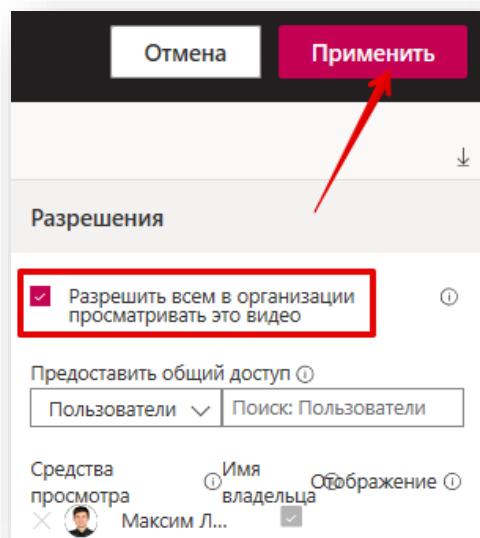 Отмена
Применить
Разрешения
Разрешить всем в организации
просматривать это видео
Предоставить общий доступ
Пользователи
Поиск: Пользователи
Средства
просмотра
Имя
владельца
Отображение
Максим Л...